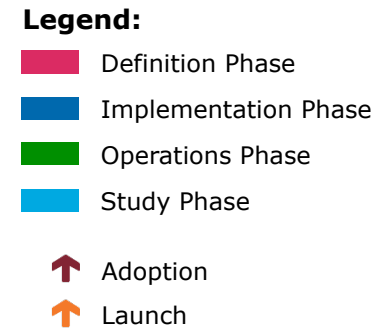 Legend:
Definition Phase
Implementation Phase
Operations Phase
Study Phase
Adoption
Launch